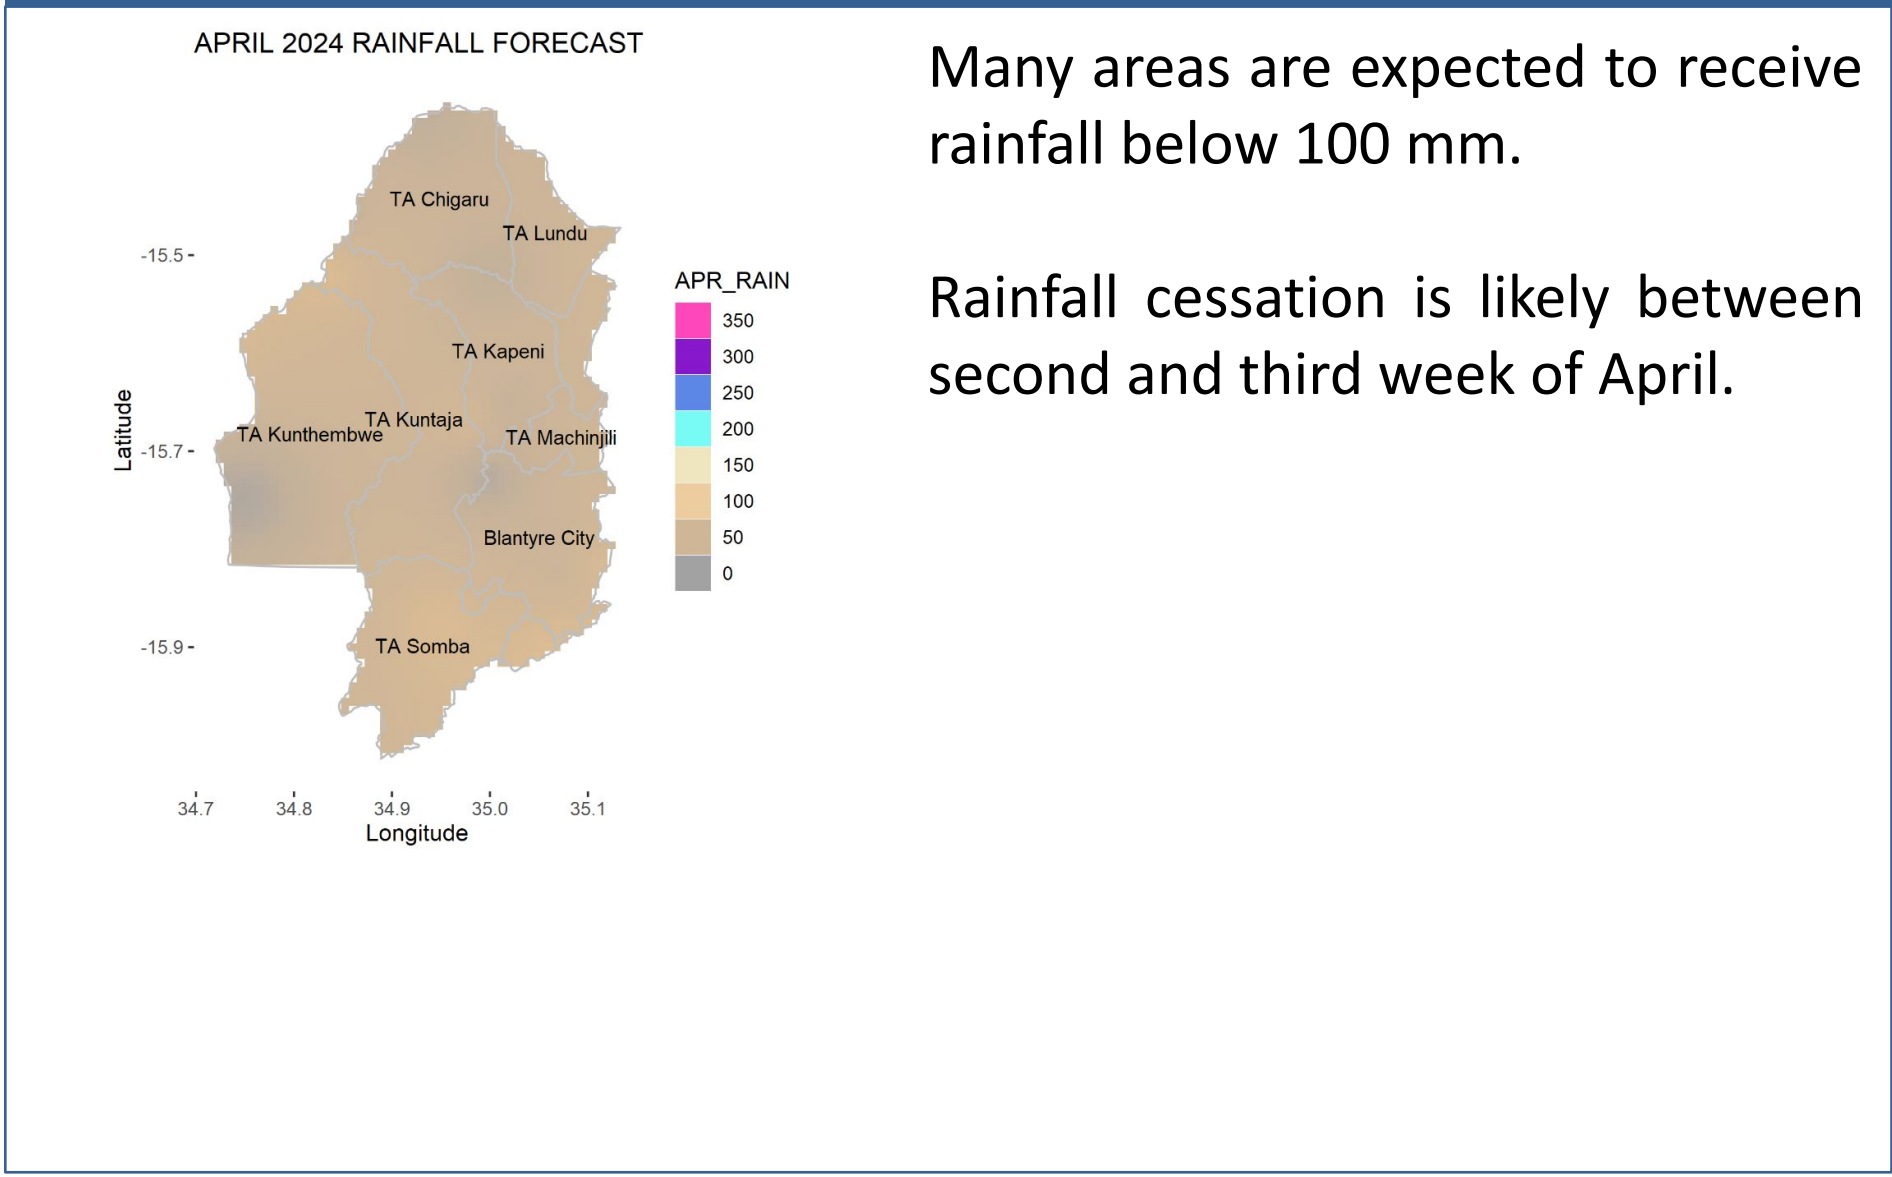 APRIL 2024 RAINFALL FORECAST
TA Chigaru
TA Lundu
TA Kapeni
TA Kuntaja
TA Kunthembwe
TA Machinjili
Blantyre City
TA Somba
Latitude
-15.5
-15.7
-15.9
34.7 34.8 34.9 35.0 35.1
Longitude
APR_RAIN
350
300
250
200
150
100
50
0
Many areas are expected to receive
rainfall below 100 mm.
Rainfall cessation is likely between
second and third week of April.